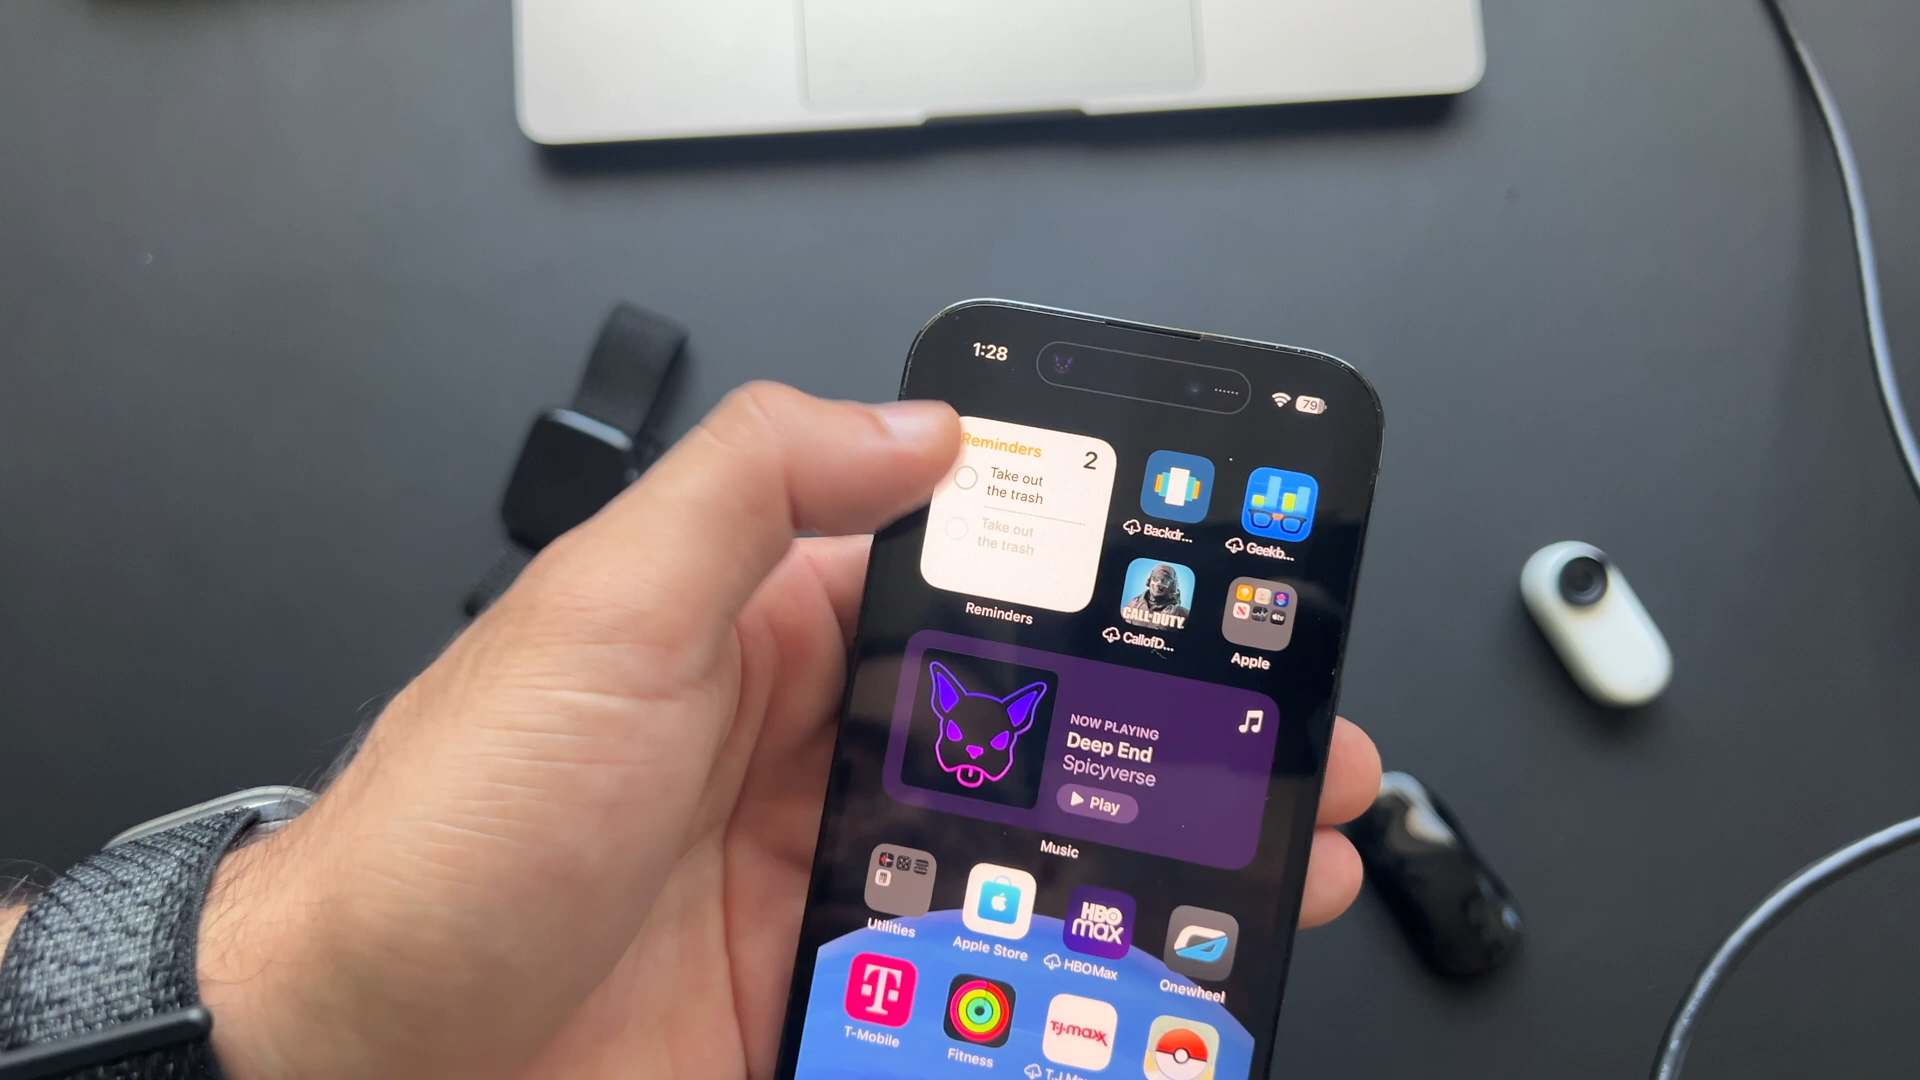 1:28
79
Reminders
2
Take out
the trash
Take out
the trash
Backdr...
Geekb...
CALL OF DUTY
CallofD...
Apple
Reminders
NOW PLAYING
Deep End
Spicyverse
Play
Music
HBO
max
Utilities
Apple Store
HBOMax
Onewheel
T
T-Mobile
Fitness
T·J·maxx